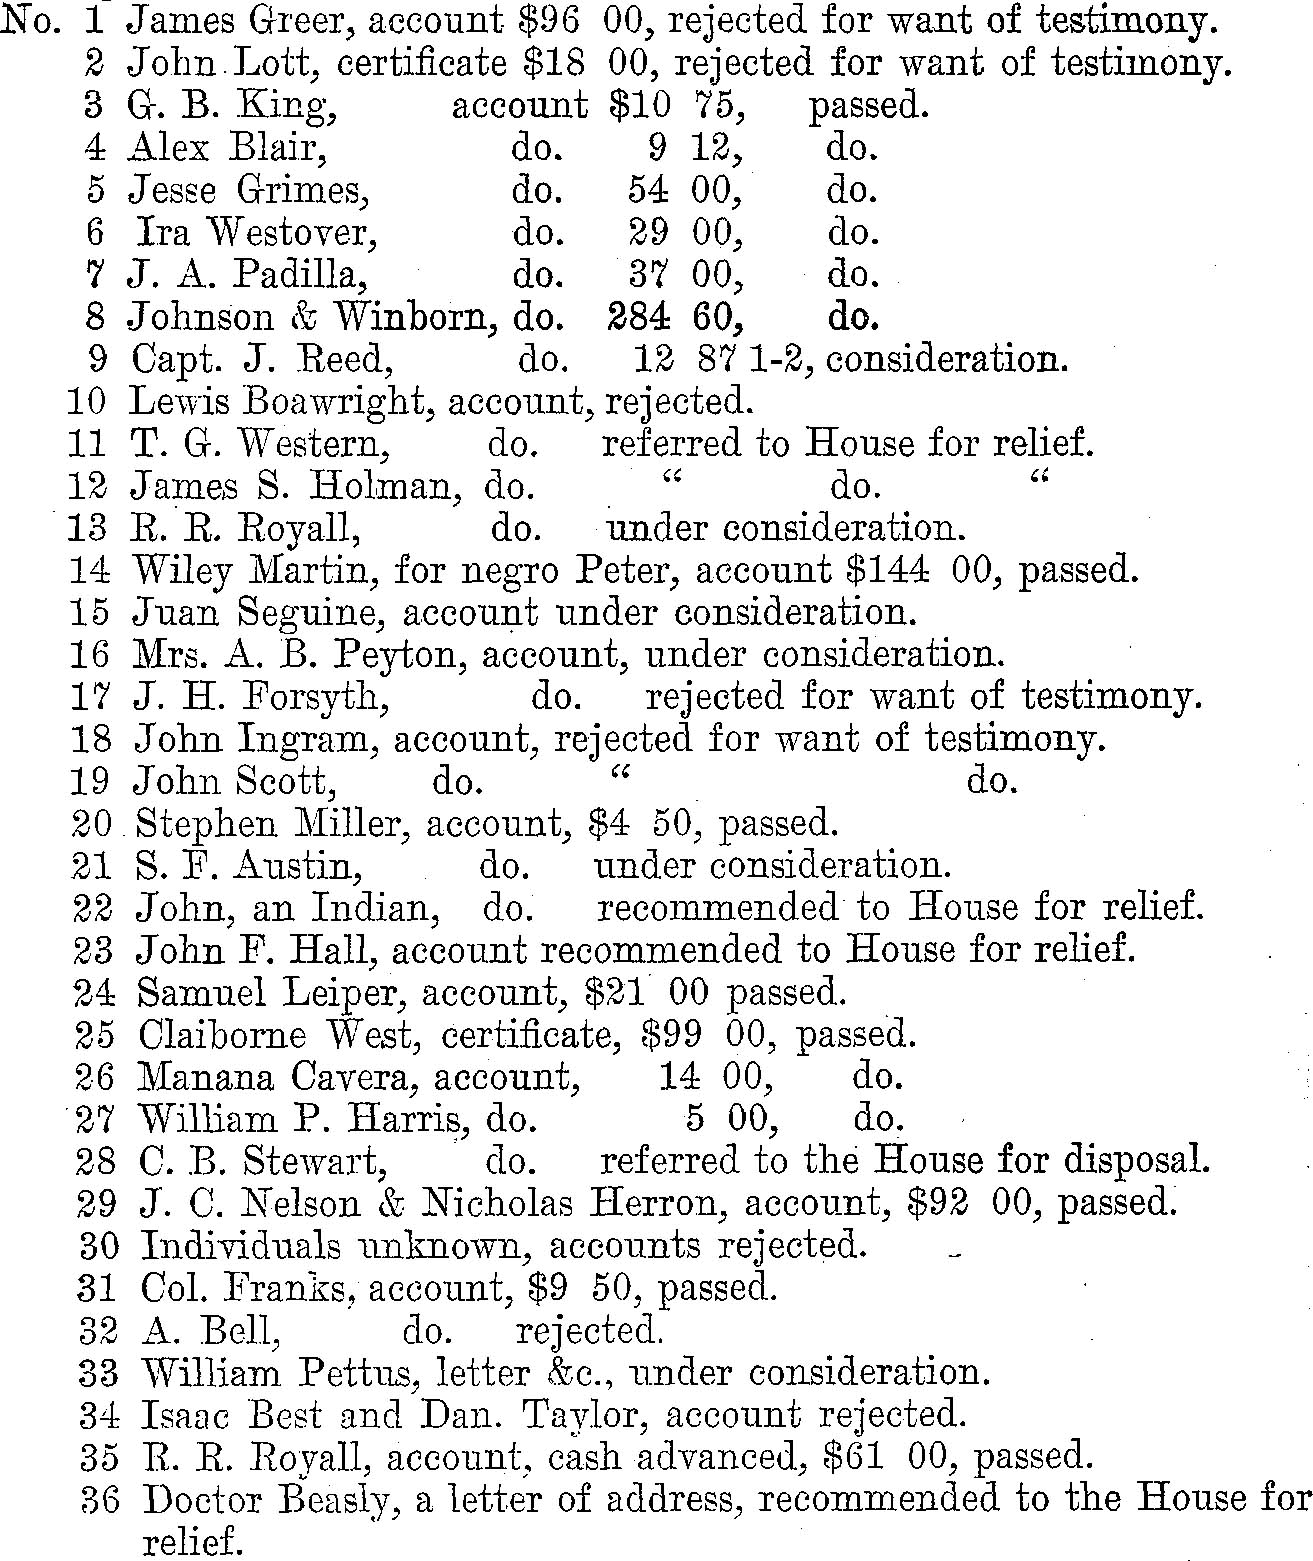 No. 1 James Greer, account $96 00, rejected for want of testimony.
2 John Lott, certificate $18 00, rejected for want of testimony.
3 G. B. King, account $10 75, passed.
4 Alex Blair, do. 9 12, do.
5 Jesse Grimes, do. 54 00, do.
6 Ira Westover, do. 29 00, do.
7 J. A. Padilla, do. 37 00, do.
8 Johnson & Winborn, do. 284 60, do.
9 Capt. J. Reed, do. 12 87 1-2, consideration.
10 Lewis Boawright, account, rejected.
11 T. G. Western, do. referred to House for relief.
12 James S. Holman, do. “ do. “
13 R. R. Royall, do. under consideration.
14 Wiley Martin, for negro Peter, account $144 00, passed.
15 Juan Seguine, account under consideration.
16 Mrs. A. B. Peyton, account, under consideration.
17 J. H. Forsyth, do. rejected for want of testimony.
18 John Ingram, account, rejected for want of testimony.
19 John Scott, do. “ do.
20 Stephen Miller, account, $4 50, passed.
21 S. F. Austin, do. under consideration.
22 John, an Indian, do. recommended to House for relief.
23 John F. Hall, account recommended to House for relief.
24 Samuel Leiper, account, $21 00 passed.
25 Claiborne West, certificate, $99 00, passed.
26 Manana Cavera, account, 14 00, do.
27 William P. Harris, do. 5 00, do.
28 C. B. Stewart, do. referred to the House for disposal.
29 J. C. Nelson & Nicholas Herron, account, $92 00, passed.
30 Individuals unknown, accounts rejected.
31 Col. Franks, account, $9 50, passed.
32 A. Bell, do. rejected.
33 William Pettus, letter &c., under consideration.
34 Isaac Best and Dan. Taylor, account rejected.
35 R. R. Royall, account, cash advanced, $61 00, passed.
36 Doctor Beasly, a letter of address, recommended to the House for
relief.